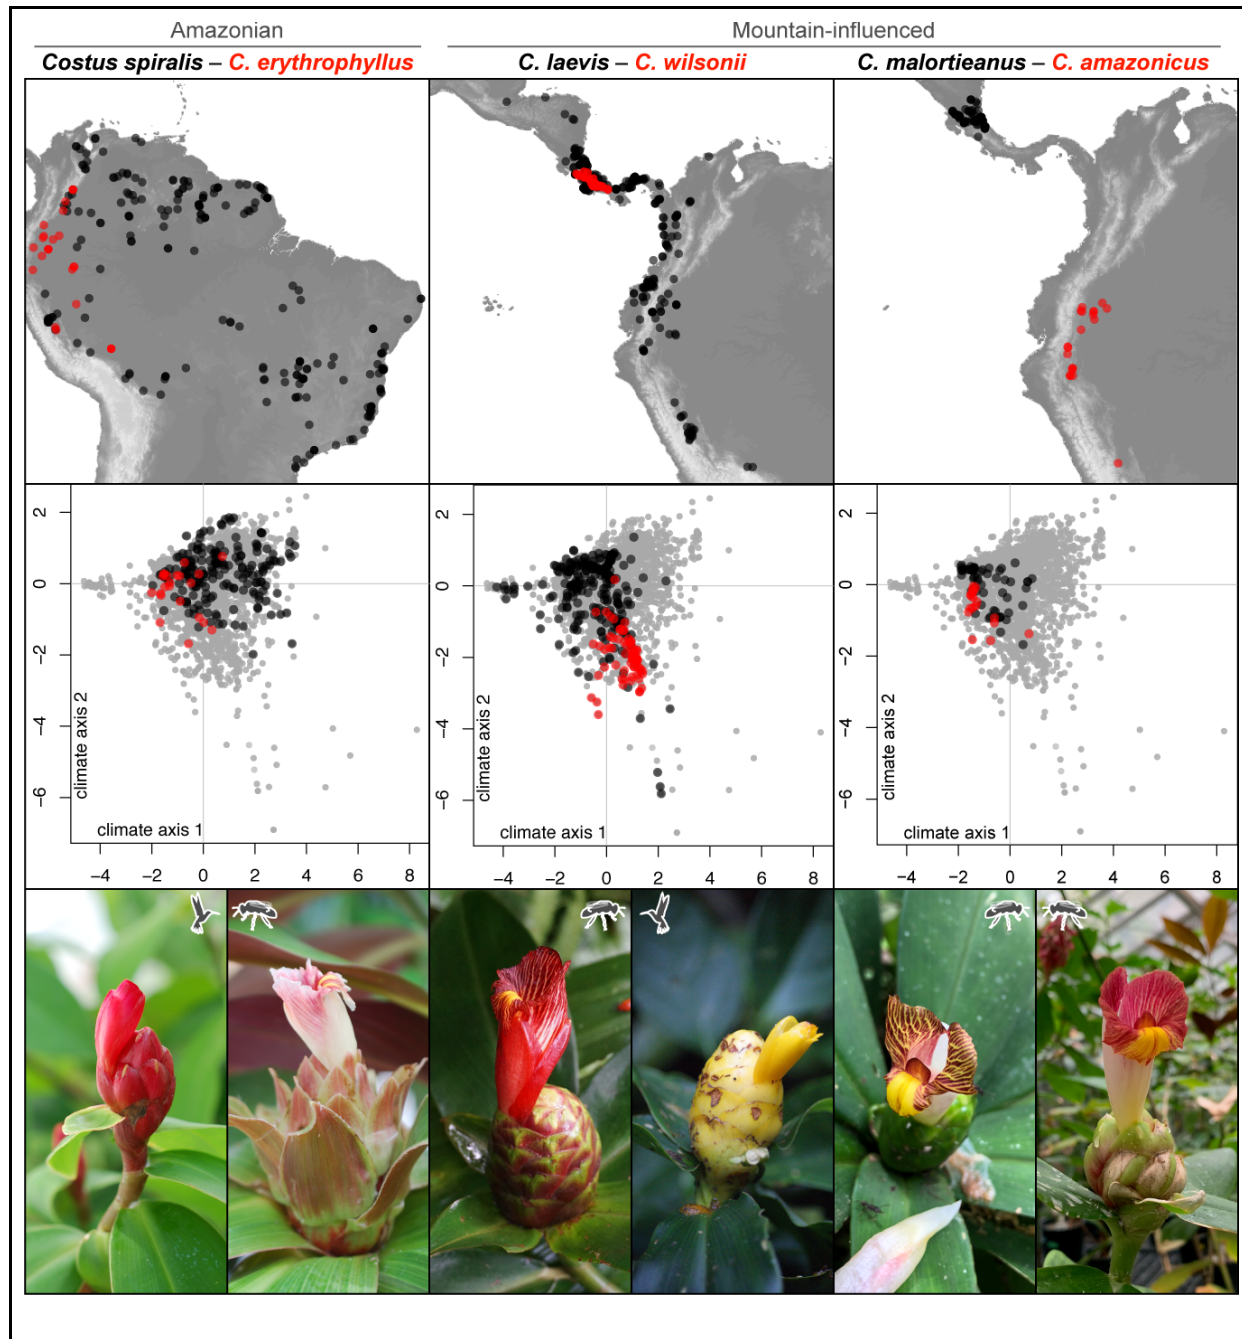 Amazonian
Mountain-influenced
Costus spiralis – C. erythrophyllus
C. laevis – C. wilsonii
C. malortieanus – C. amazonicus
2
0
−2
−4
−6
climate axis 2
climate axis 1
−4 −2 0 2 4 6 8
2
0
−2
−4
−6
climate axis 2
climate axis 1
−4 −2 0 2 4 6 8
2
0
−2
−4
−6
climate axis 2
climate axis 1
−4 −2 0 2 4 6 8